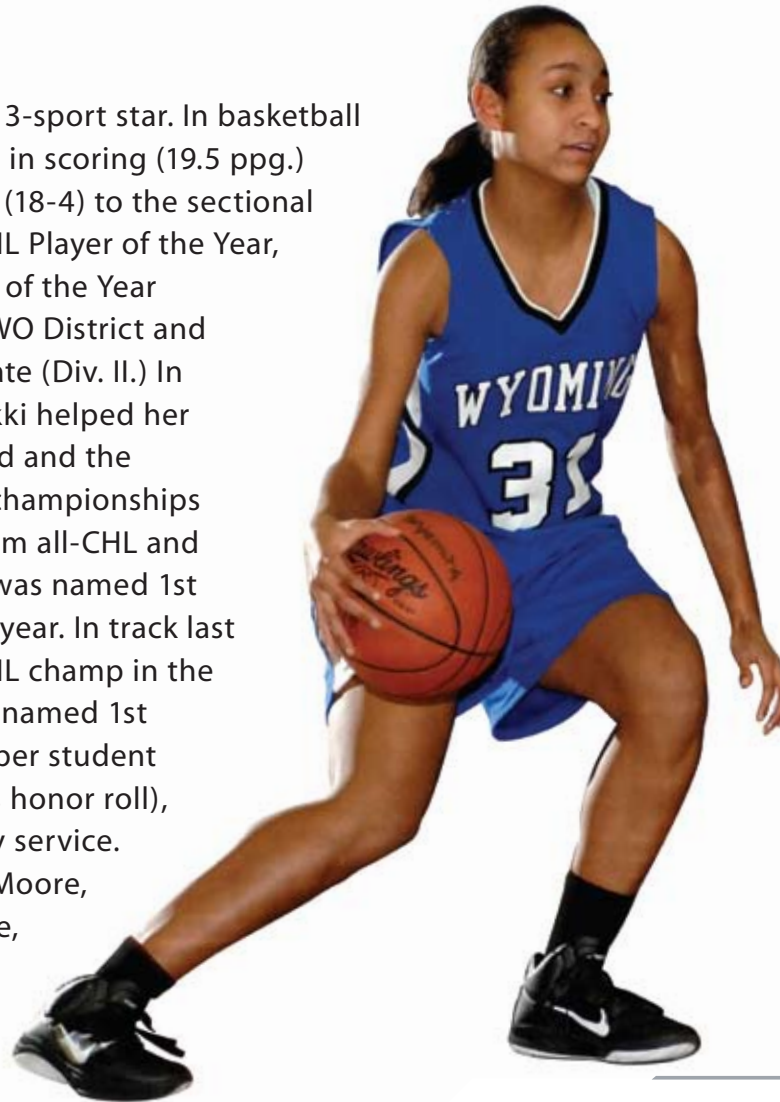 3-sport star. In basketball
in scoring (19.5 ppg.)
(18-4) to the sectional
IL Player of the Year,
of the Year
WO District and
ate (Div. II.) In
kki helped her
d and the
championships
m all-CHL and
was named 1st
year. In track last
IL champ in the
named 1st
per student
honor roll),
y service.
Moore,
e,
WYOMING
31
Wyoming